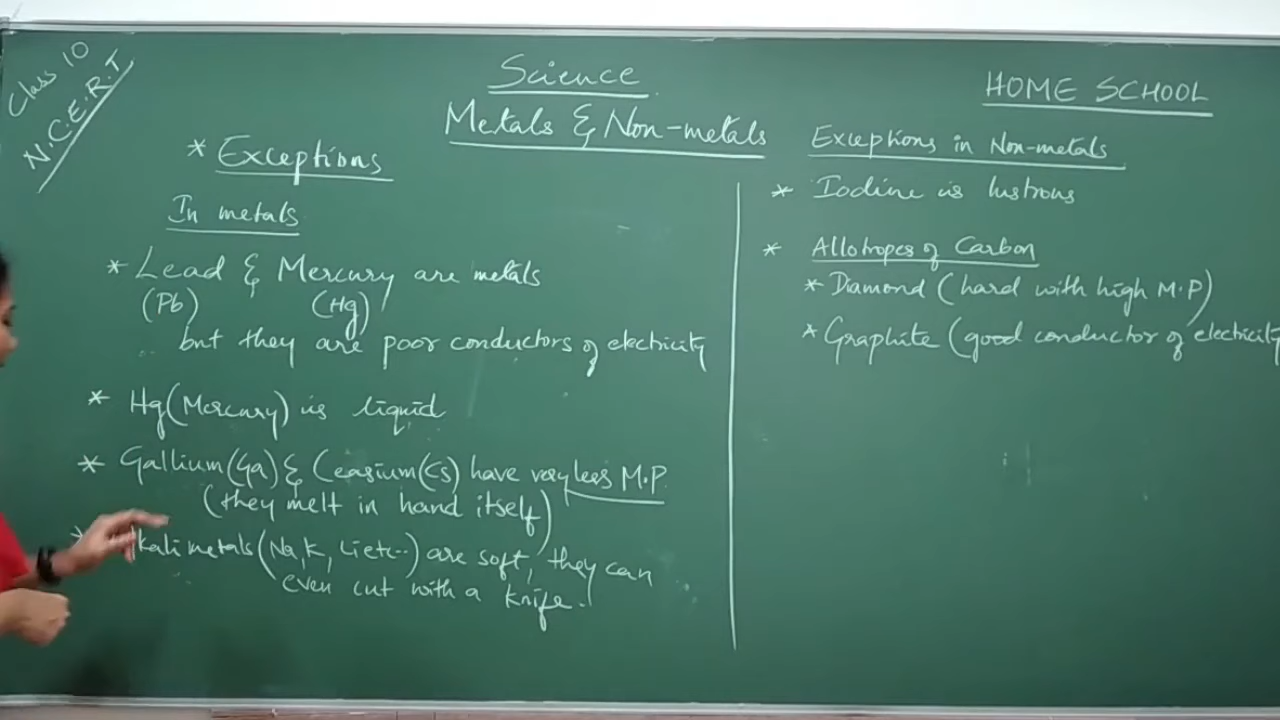 Class 10
N.C.E.R.T
Science
HOME SCHOOL
Metals & Non-metals
* Exceptions
In metals
* Lead & Mercury are metals
(Pb) (Hg)
but they are poor conductors of electricity
* Hg(Mercury) is liquid
* Gallium(Ga) & Ceasium(Cs) have very less M.P.
(they melt in hand itself)
* lkali metals (Na, K, Li etc..) are soft, they can
even cut with a knife.
Exceptions in Non-metals
* Iodine is lustrous
* Allotropes of Carbon
* Diamond (hard with high M.P)
* Graphite (good conductor of electricity